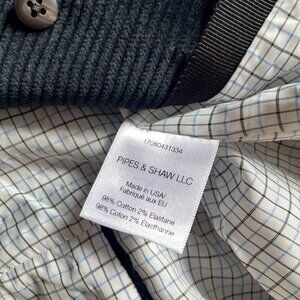 17080431334
PIPES & SHAW LLC
Made in USA/
Fabriqué aux EU
98% Cotton 2% Elastane
98% Coton 2% Elasthanne